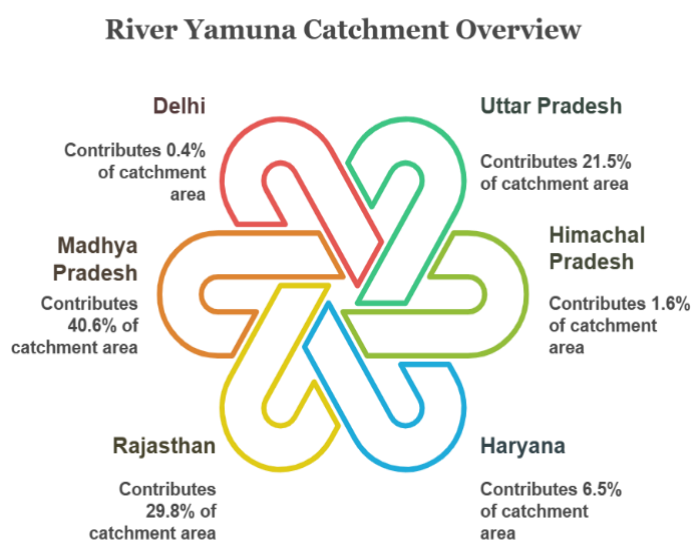 River Yamuna Catchment Overview
Delhi
Contributes 0.4%
of catchment
area
Uttar Pradesh
Contributes 21.5%
of catchment area
Madhya
Pradesh
Contributes
40.6% of
catchment area
Himachal
Pradesh
Contributes 1.6%
of catchment
area
Rajasthan
Contributes
29.8% of
catchment area
Haryana
Contributes 6.5%
of catchment
area